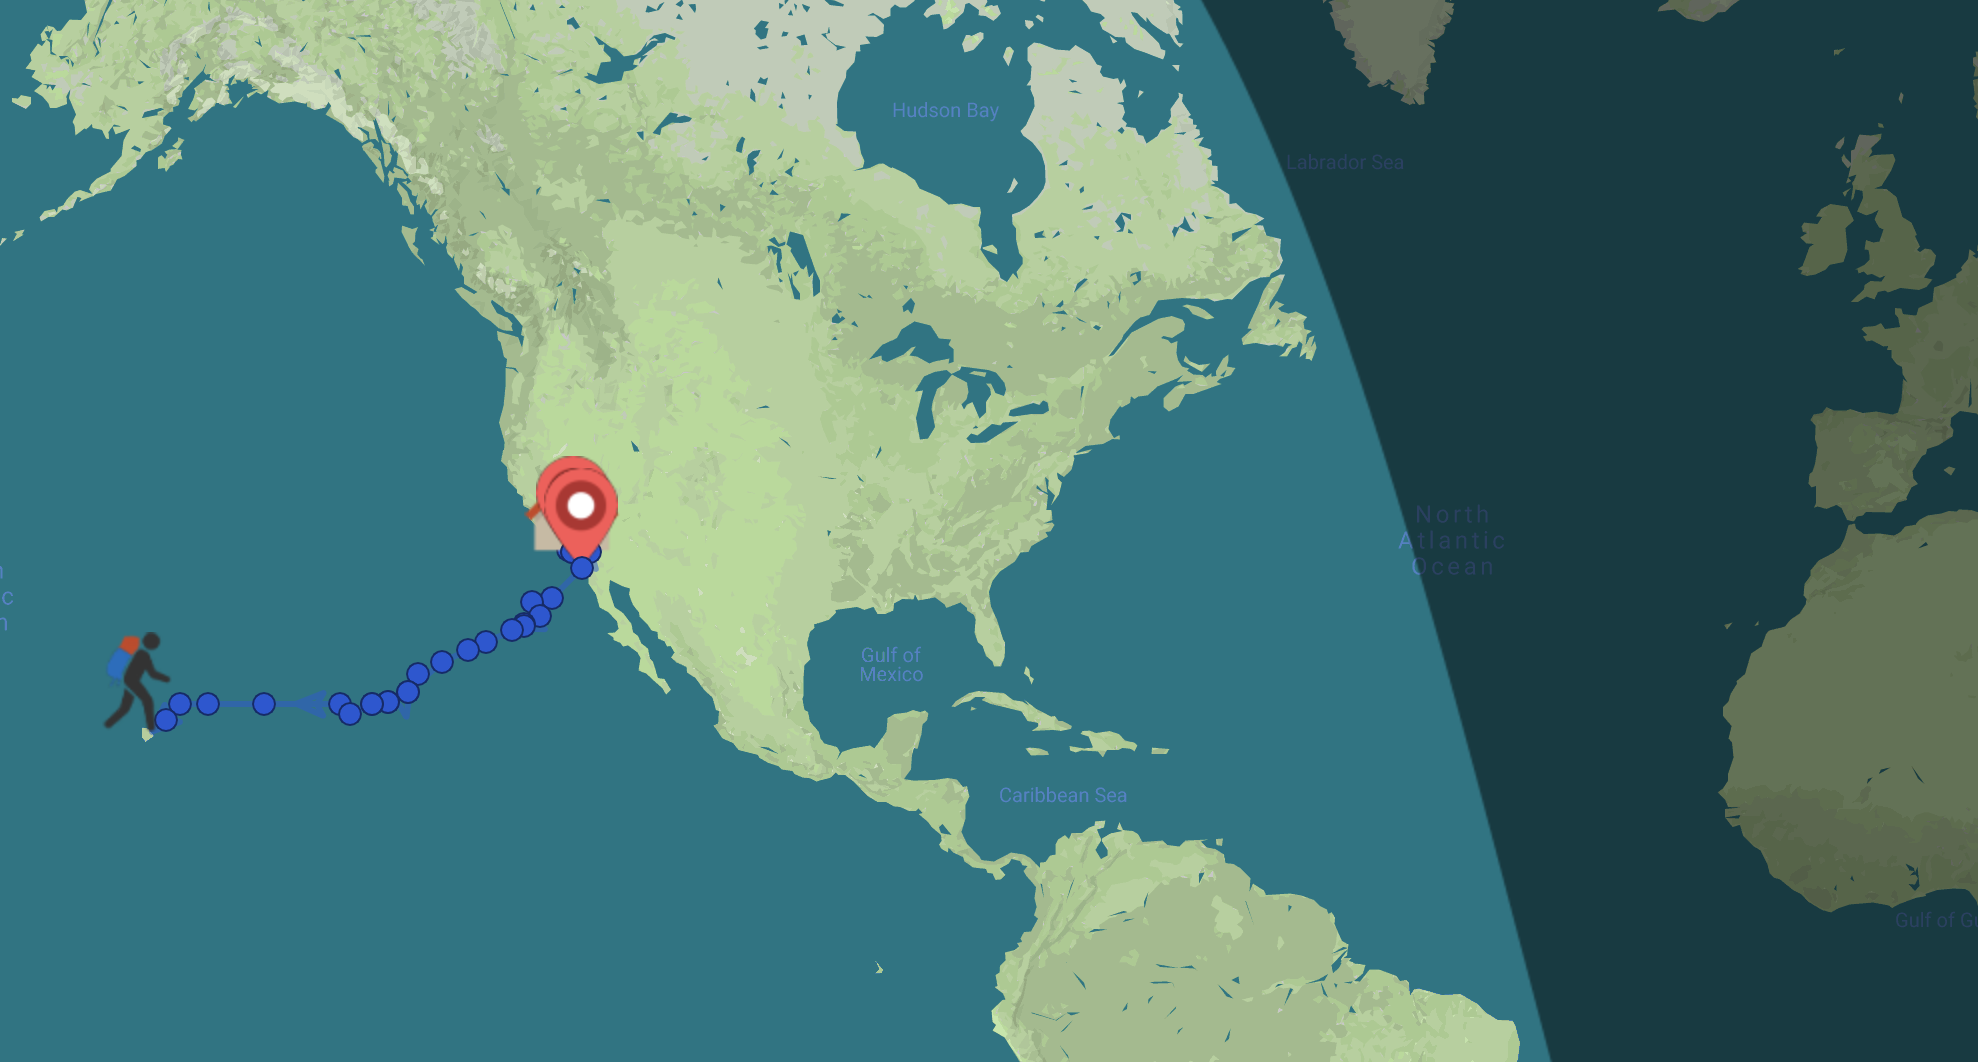 Hudson Bay
Labrador Sea
North
Atlantic
Ocean
Gulf of
Mexico
Caribbean Sea
Gulf of G